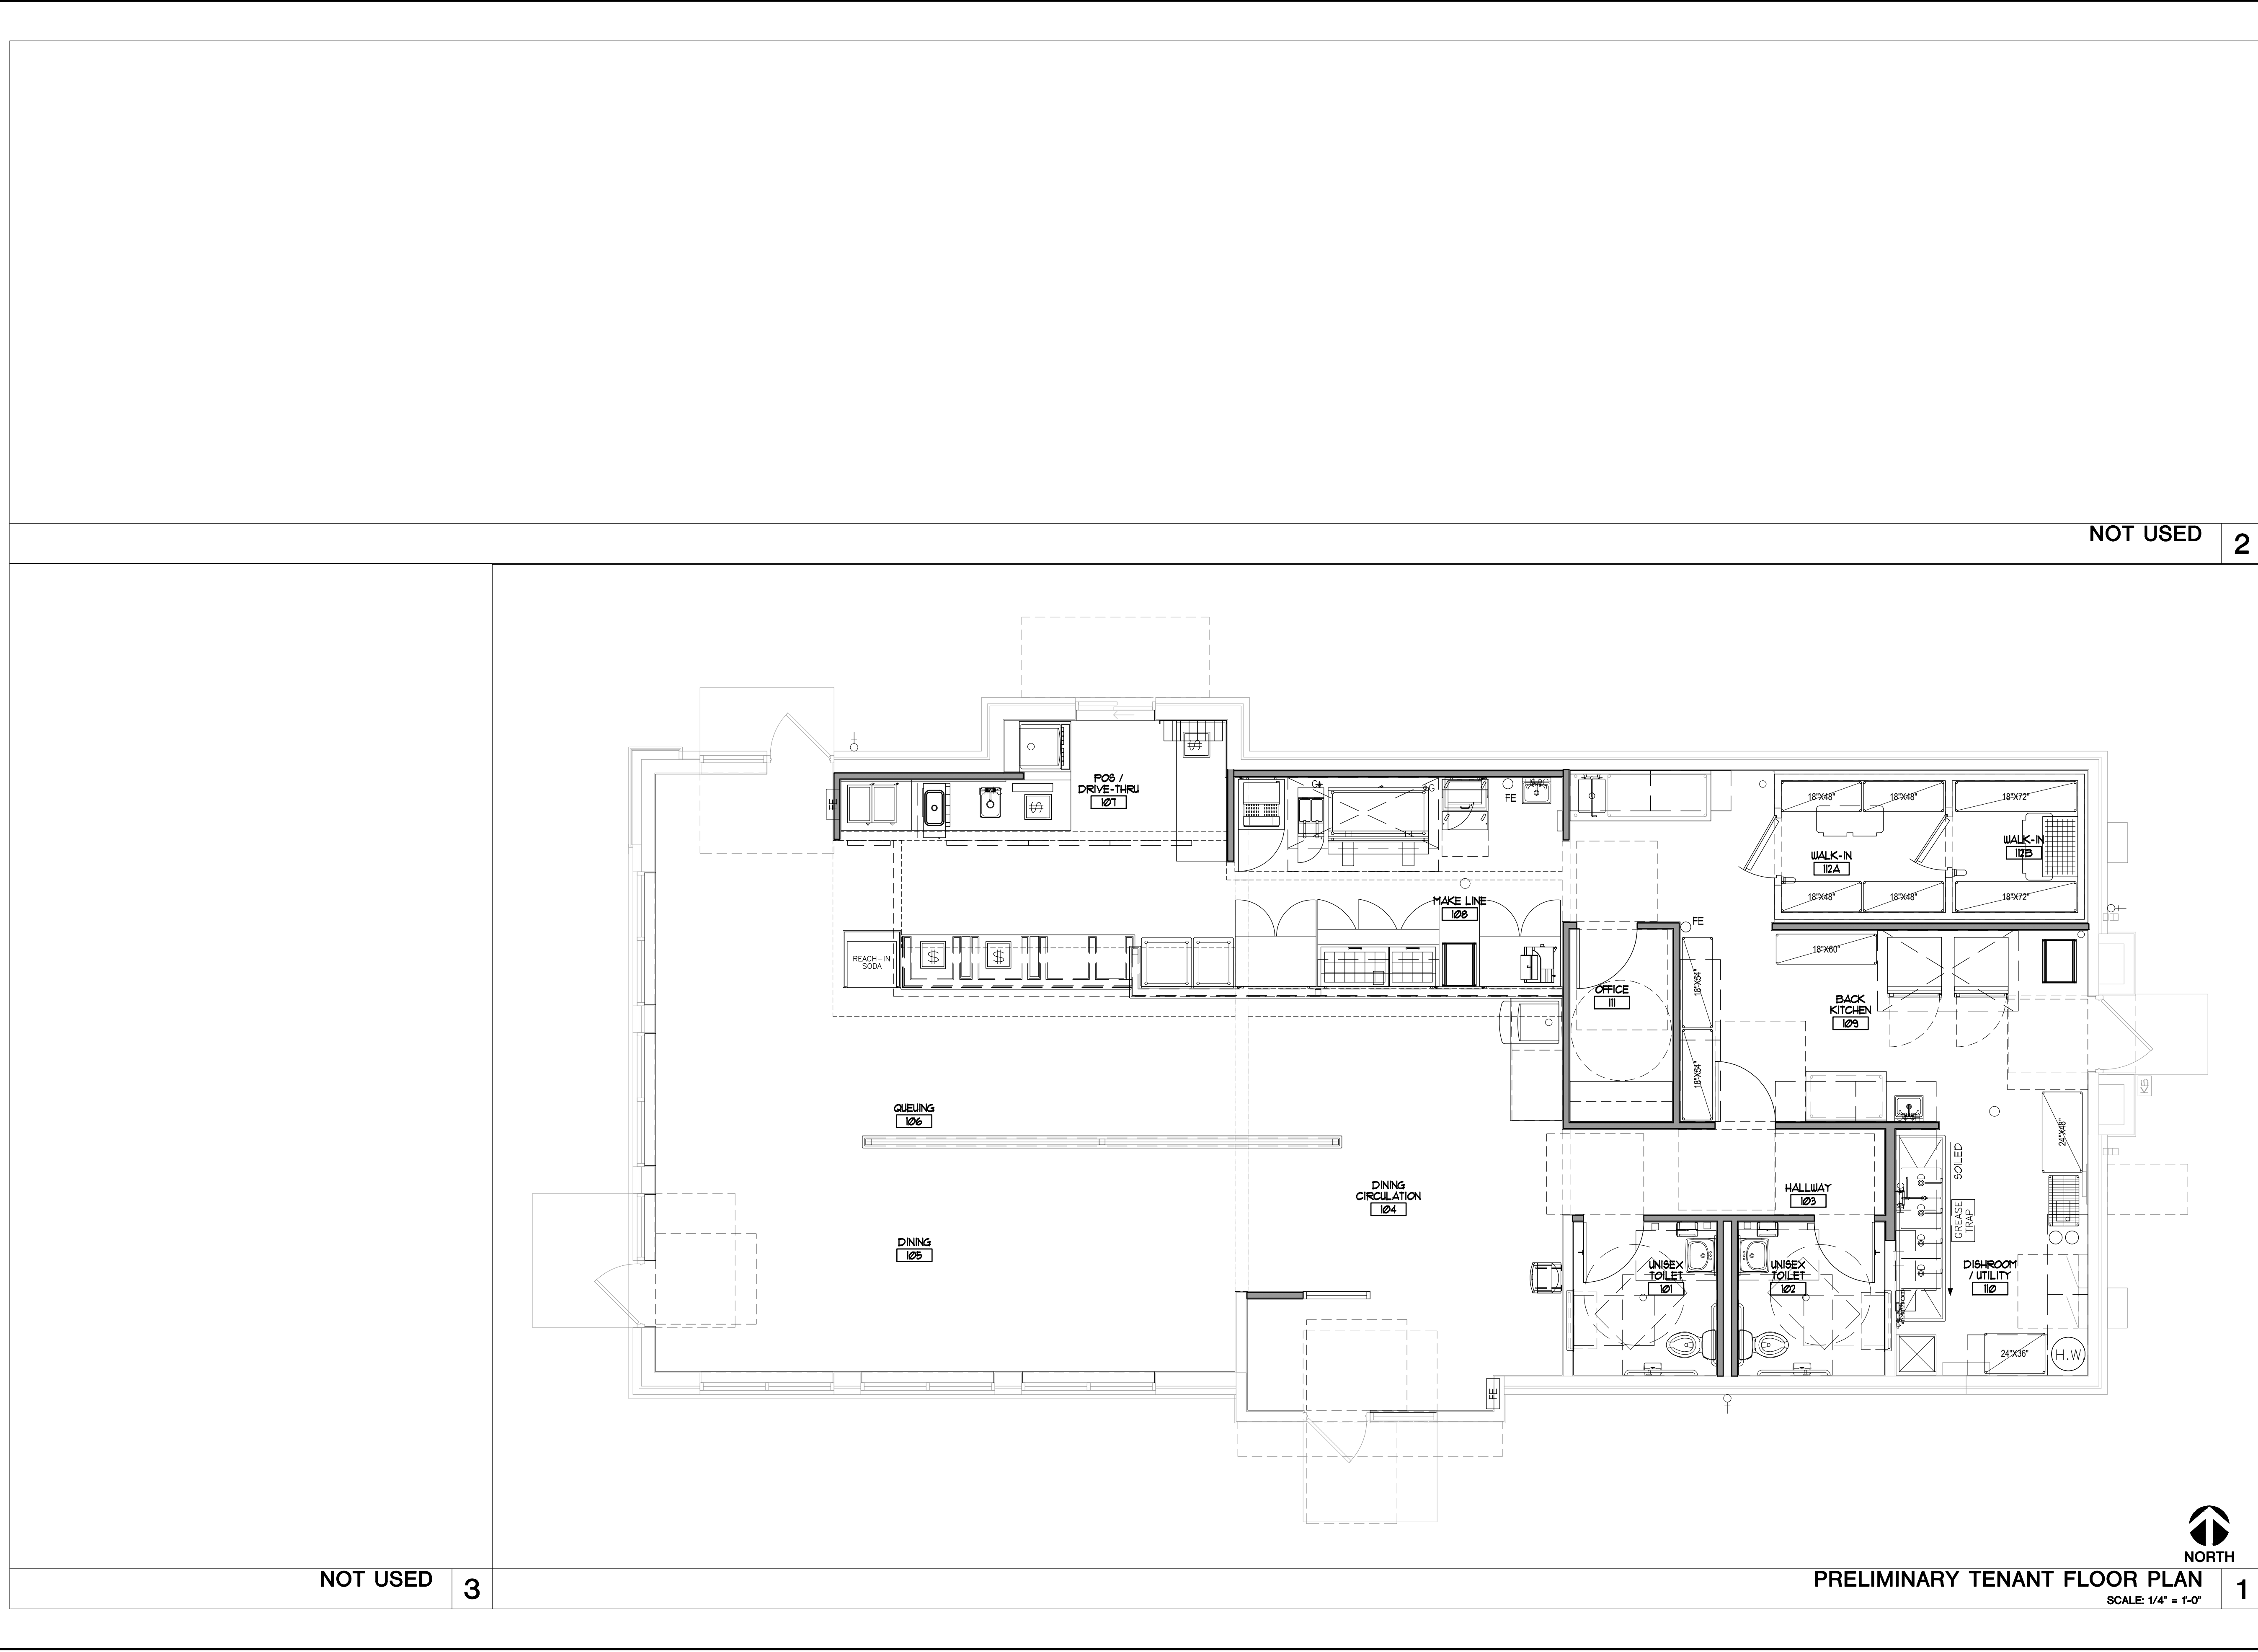 NOT USED
2
POS /
DRIVE-THRU
107
FE
$
$
G
G
FE
18"X48"
18"X48"
18"X72"
WALK-IN
112B
WALK-IN
112A
18"X48"
18"X48"
18"X72"
MAKE LINE
108
FE
REACH-IN
SODA
$
$
18"X60"
18"X54"
OFFICE
111
BACK
KITCHEN
109
18"X54"
KB
QUEUING
106
24"X48"
SOILED
DINING
CIRCULATION
104
HALLWAY
103
GREASE
TRAP
DINING
105
UNISEX
TOILET
101
UNISEX
TOILET
102
DISHROOM
/ UTILITY
110
24"X36"
H.W
FE
NORTH
NOT USED
3
PRELIMINARY TENANT FLOOR PLAN
SCALE: 1/4" = 1'-0"
1